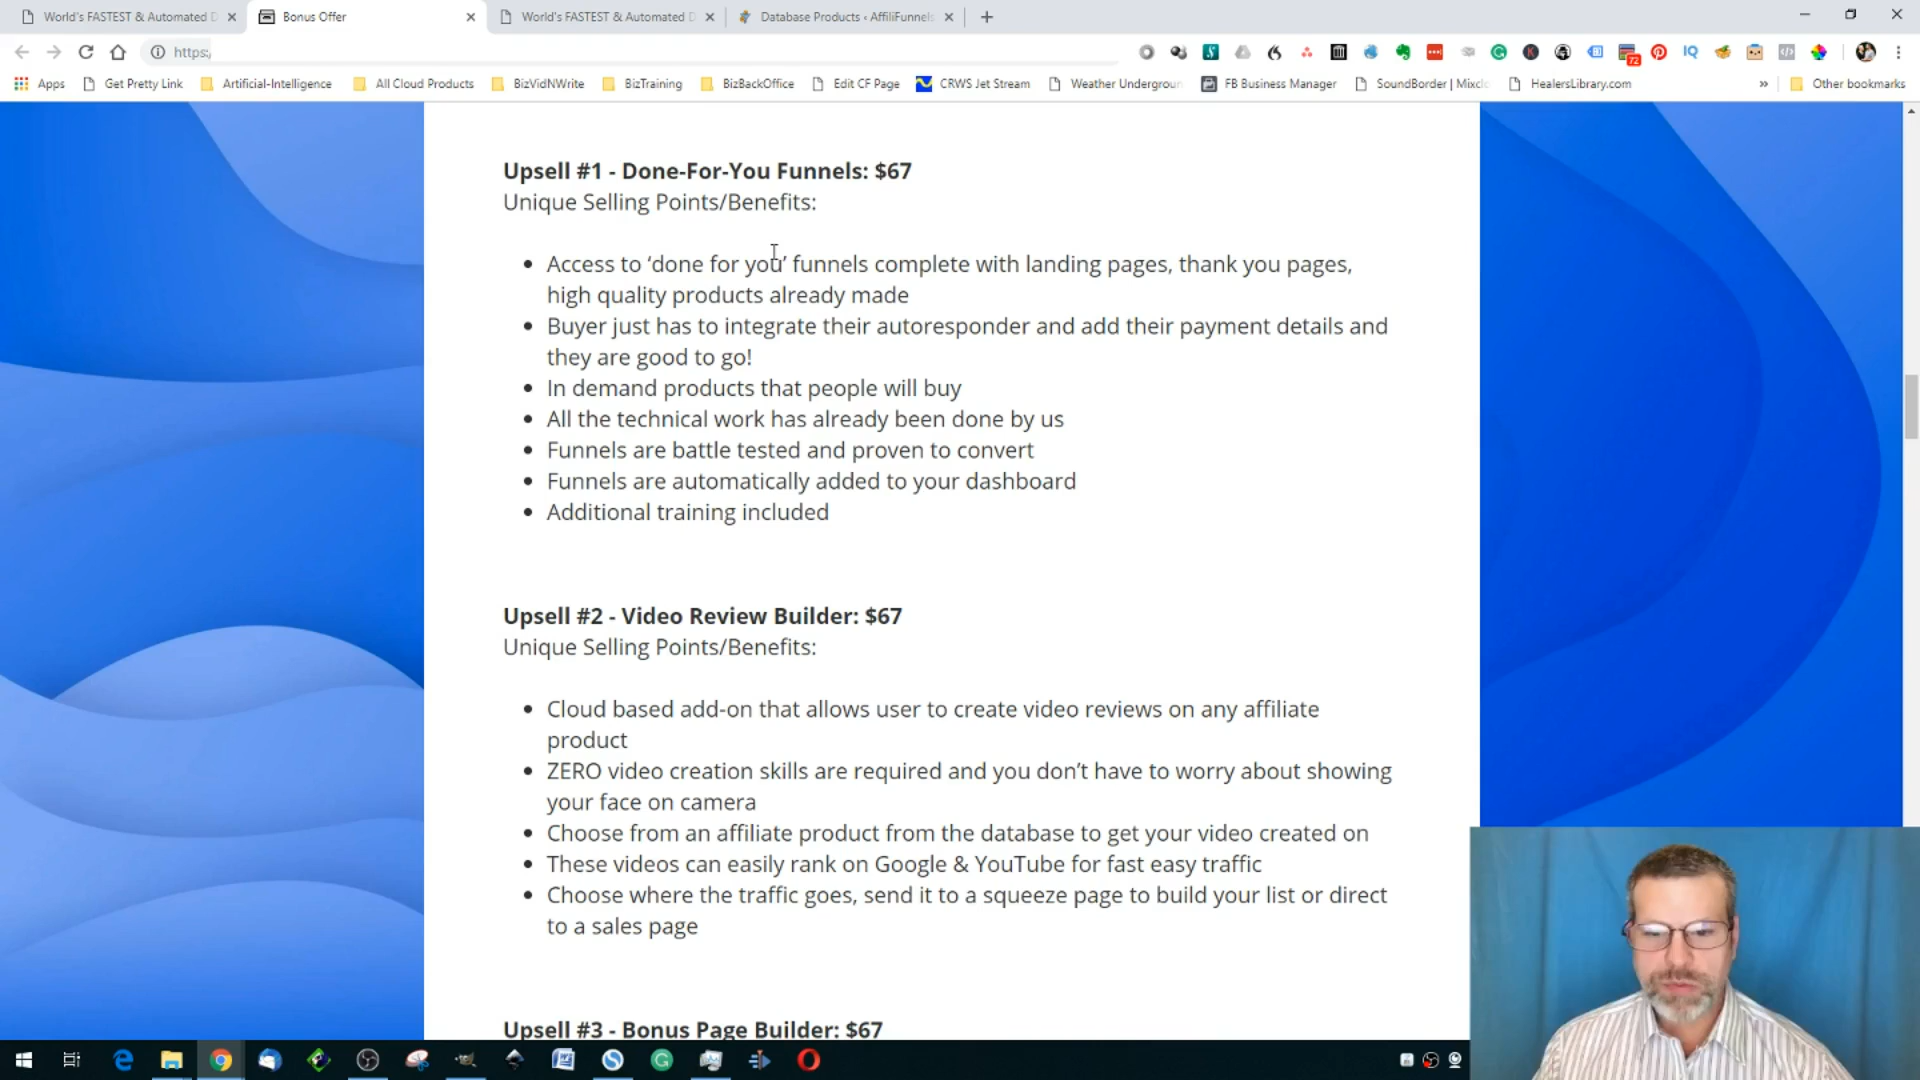 World's FASTEST & Automated D
Bonus Offer
World's FASTEST & Automated D
Database Products ‹ AffiliFunnels
https:
72
Apps
Get Pretty Link
Artificial-Intelligence
All Cloud Products
BizVidNWrite
BizTraining
BizBackOffice
Edit CF Page
CRWS Jet Stream
Weather Undergroun
FB Business Manager
SoundBorder | Mixclo
HealersLibrary.com
»
Other bookmarks
Upsell #1 - Done-For-You Funnels: $67
Unique Selling Points/Benefits:
• Access to ‘done for you’ funnels complete with landing pages, thank you pages,
high quality products already made
• Buyer just has to integrate their autoresponder and add their payment details and
they are good to go!
• In demand products that people will buy
• All the technical work has already been done by us
• Funnels are battle tested and proven to convert
• Funnels are automatically added to your dashboard
• Additional training included
Upsell #2 - Video Review Builder: $67
Unique Selling Points/Benefits:
• Cloud based add-on that allows user to create video reviews on any affiliate
product
• ZERO video creation skills are required and you don’t have to worry about showing
your face on camera
• Choose from an affiliate product from the database to get your video created on
• These videos can easily rank on Google & YouTube for fast easy traffic
• Choose where the traffic goes, send it to a squeeze page to build your list or direct
to a sales page
Upsell #3 - Bonus Page Builder: $67